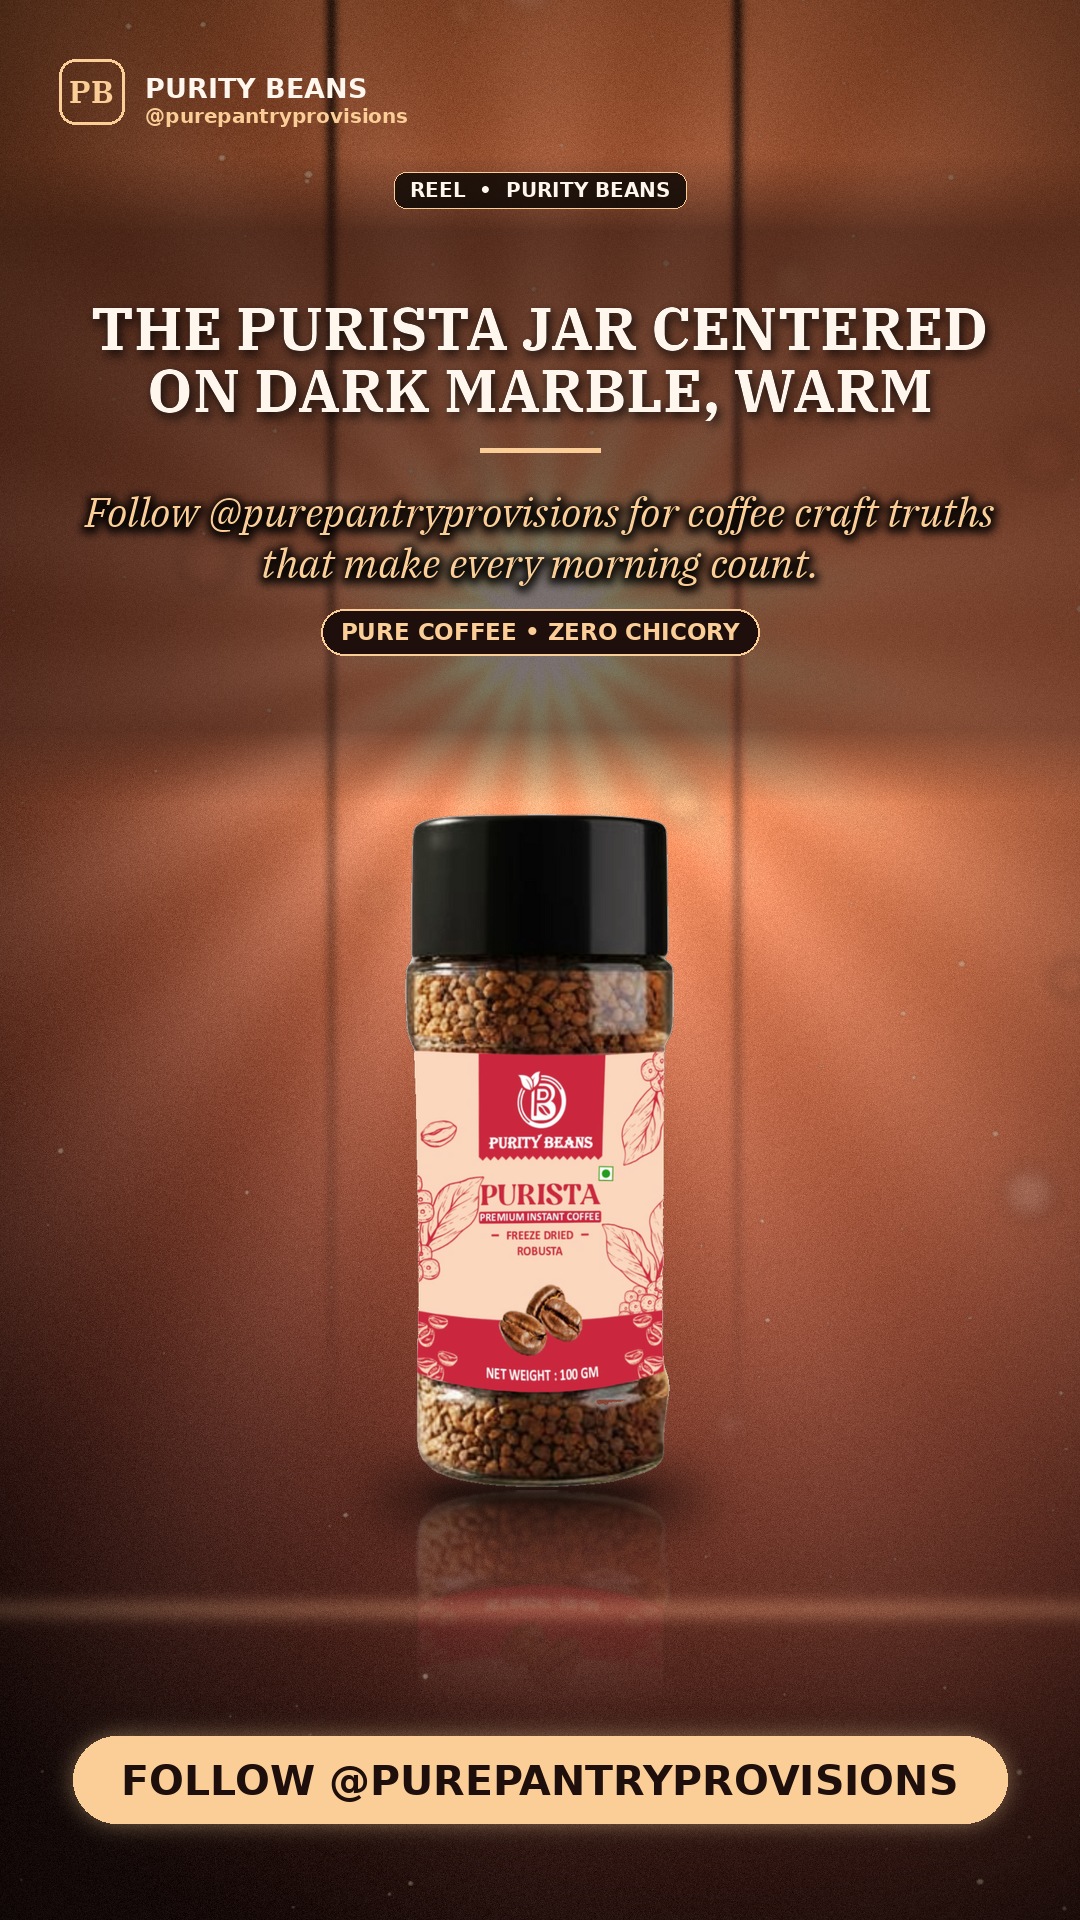 PB
PURITY BEANS
@purepantryprovisions
REEL • PURITY BEANS
THE PURISTA JAR CENTERED
ON DARK MARBLE, WARM
Follow @purepantryprovisions for coffee craft truths
that make every morning count.
PURE COFFEE • ZERO CHICORY
PURITY BEANS
PURISTA
PREMIUM INSTANT COFFEE
– FREEZE DRIED –
ROBUSTA
NET WEIGHT : 100 GM
FOLLOW @PUREPANTRYPROVISIONS